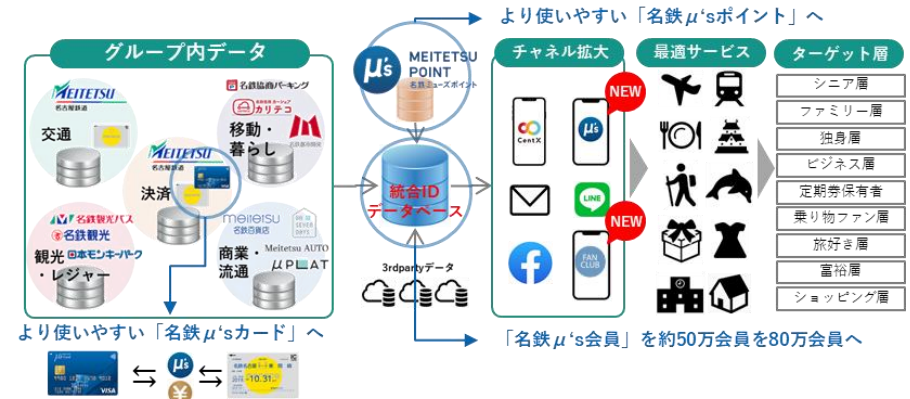 より使いやすい「名鉄μ'sポイント」へ
グループ内データ
チャネル拡大
最適サービス
ターゲット層
μ's
MEITETSU
POINT
名鉄ミューズポイント
MEITETSU
名古屋鉄道
交通
名鉄協商パーキング
カリテコ
移動・
暮らし
MEITETSU
名古屋鉄道
決済
名鉄観光バス
名鉄観光
日本モンキーパーク
観光
・レジャー
meitetsu
名鉄百貨店
商業・
流通
Meitetsu AUTO
μPLAT
統合ID
データベース
3rdpartyデータ
NEW
CentX
μ's
LINE
NEW
FAN
CLUB
シニア層
ファミリー層
独身層
ビジネス層
定期券保有者
乗り物ファン層
旅好き層
富裕層
ショッピング層
より使いやすい「名鉄μ'sカード」へ
「名鉄μ's会員」を約50万会員を80万会員へ
VISA
μ's
¥
-10.31